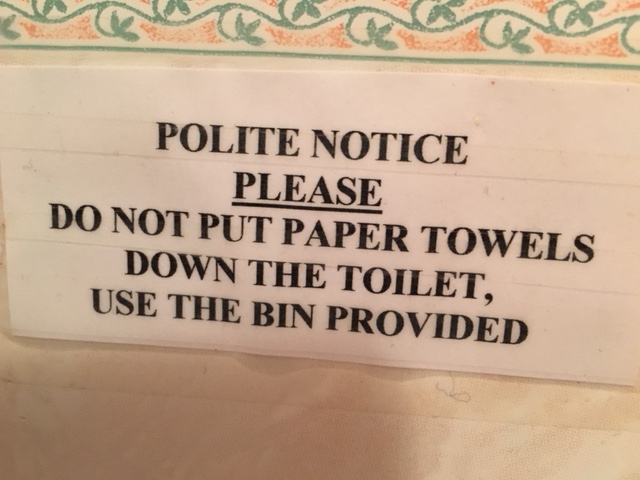 POLITE NOTICE
PLEASE
DO NOT PUT PAPER TOWELS
DOWN THE TOILET,
USE THE BIN PROVIDED